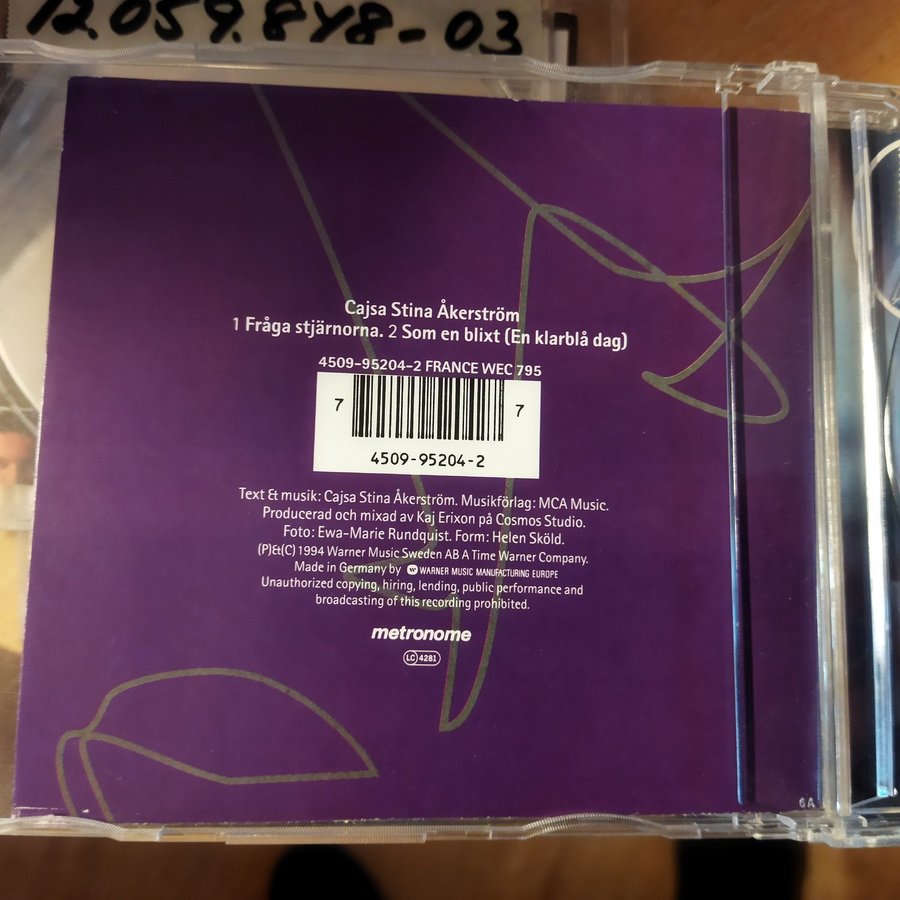 12.059.848-03
Cajsa Stina Åkerström
1 Fråga stjärnorna. 2 Som en blixt (En klarblå dag)
4509-95204-2 FRANCE WEC 795
7 7
4509-95204-2
Text & musik: Cajsa Stina Åkerström. Musikförlag: MCA Music.
Producerad och mixad av Kaj Erixon på Cosmos Studio.
Foto: Ewa-Marie Rundquist. Form: Helen Sköld.
(P)&(C) 1994 Warner Music Sweden AB A Time Warner Company.
Made in Germany by WARNER MUSIC MANUFACTURING EUROPE
Unauthorized copying, hiring, lending, public performance and
broadcasting of this recording prohibited.
metronome
LC 4281
6A